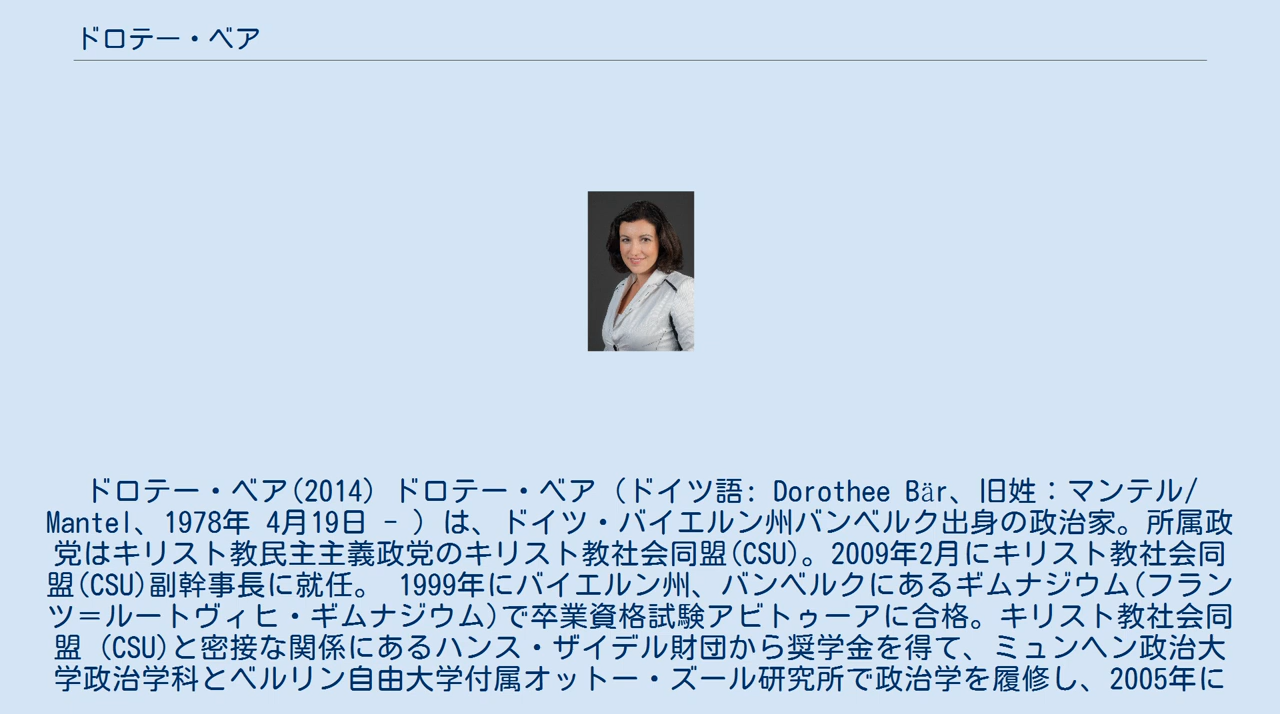 ドロテー・ベア
ドロテー・ベア(2014) ドロテー・ベア (ドイツ語: Dorothee Bär、旧姓：マンテル/
Mantel、1978年 4月19日 - ) は、ドイツ・バイエルン州バンベルク出身の政治家。所属政
党はキリスト教民主主義政党のキリスト教社会同盟(CSU)。2009年2月にキリスト教社会同
盟(CSU)副幹事長に就任。 1999年にバイエルン州、バンベルクにあるギムナジウム(フラン
ツ＝ルートヴィヒ・ギムナジウム)で卒業資格試験アビトゥーアに合格。キリスト教社会同
盟 (CSU)と密接な関係にあるハンス・ザイデル財団から奨学金を得て、ミュンヘン政治大
学政治学科とベルリン自由大学付属オットー・ズール研究所で政治学を履修し、2005年に